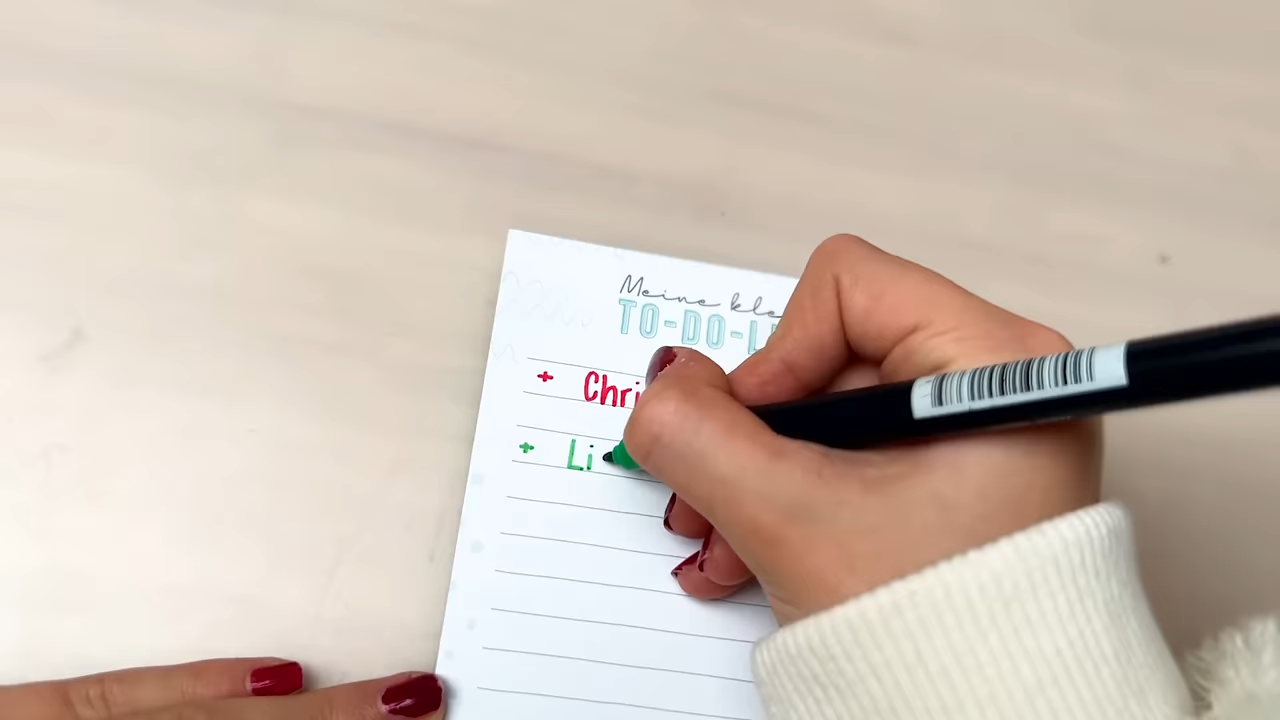 Meine kle
TO-DO-L
+ Chri
+ Li